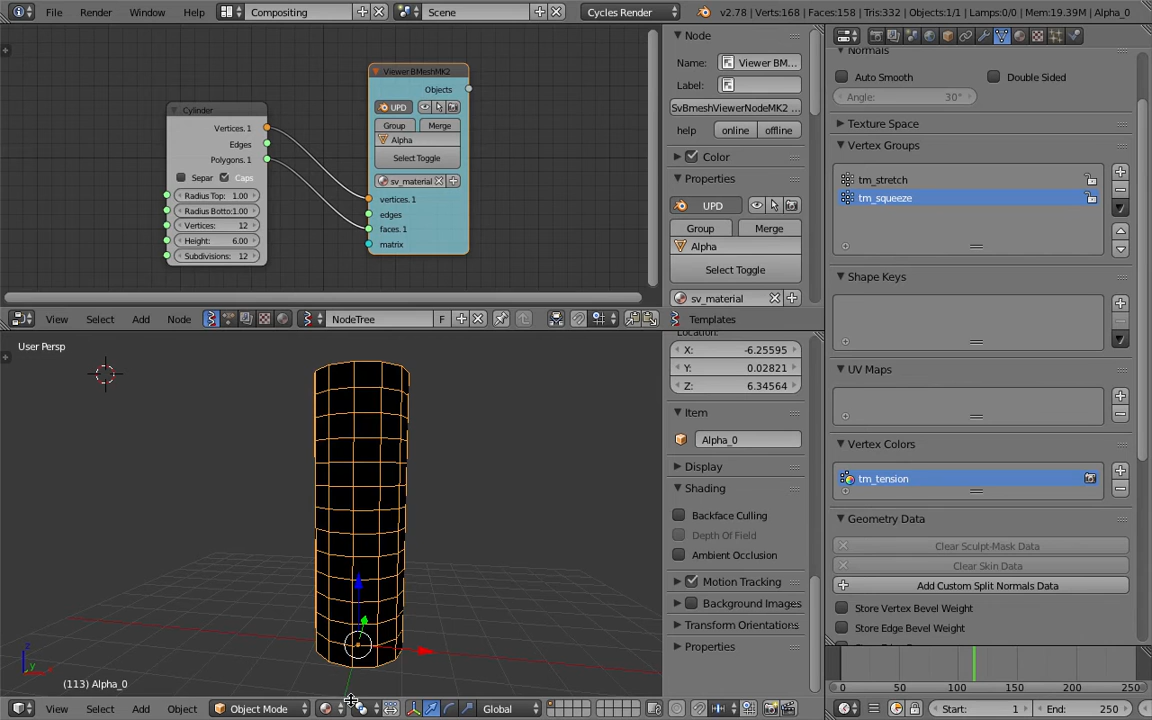 File Render Window Help Compositing Scene Cycles Render v2.78 | Verts:168 | Faces:158 | Tris:332 | Objects:1/1 | Lamps:0/0 | Mem:19.39M | Alpha_0
Cylinder
Vertices. 1
Edges
Polygons. 1
Separ Caps
Radius Top: 1.00
Radius Botto:1.00
Vertices: 12
Height: 6.00
Subdivisions: 12
Viewer BMeshMK2
Objects
UPD
Group Merge
Alpha
Select Toggle
sv_material
vertices. 1
edges
faces. 1
matrix
Node
Name: Viewer BM...
Label:
SvBmeshViewerNodeMK2 ...
help online offline
Color
Properties
UPD
Group Merge
Alpha
Select Toggle
sv_material
Templates
View Select Add Node NodeTree F
User Persp
(113) Alpha_0
Location:
X: -6.25595
Y: 0.02821
Z: 6.34564
Item
Alpha_0
Display
Shading
Backface Culling
Depth Of Field
Ambient Occlusion
Motion Tracking
Background Images
Transform Orientations
Properties
View Select Add Object Object Mode Global
Normals
Auto Smooth Double Sided
Angle: 30°
Texture Space
Vertex Groups
tm_stretch
tm_squeeze
Shape Keys
UV Maps
Vertex Colors
tm_tension
Geometry Data
Clear Sculpt-Mask Data
Clear Skin Data
Add Custom Split Normals Data
Store Vertex Bevel Weight
Store Edge Bevel Weight
0 50 100 150 200 250
Start: 1 End: 250